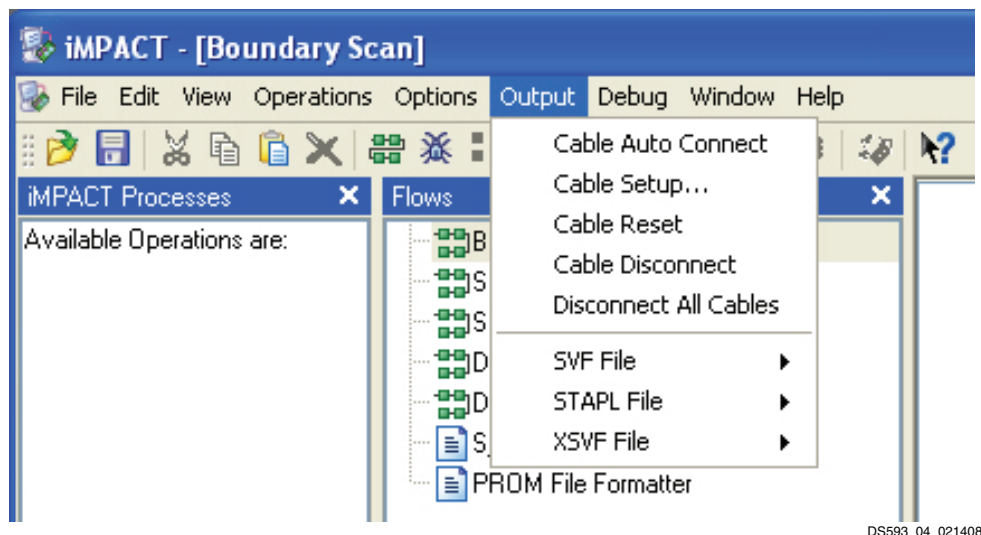 iMPACT - [Boundary Scan]
File Edit View Operations Options Output Debug Window Help
iMPACT Processes
Flows
Available Operations are:
B
S
S
D
D
S_
PROM File Formatter
Cable Auto Connect
Cable Setup...
Cable Reset
Cable Disconnect
Disconnect All Cables
SVF File
STAPL File
XSVF File
DS593_04_021408